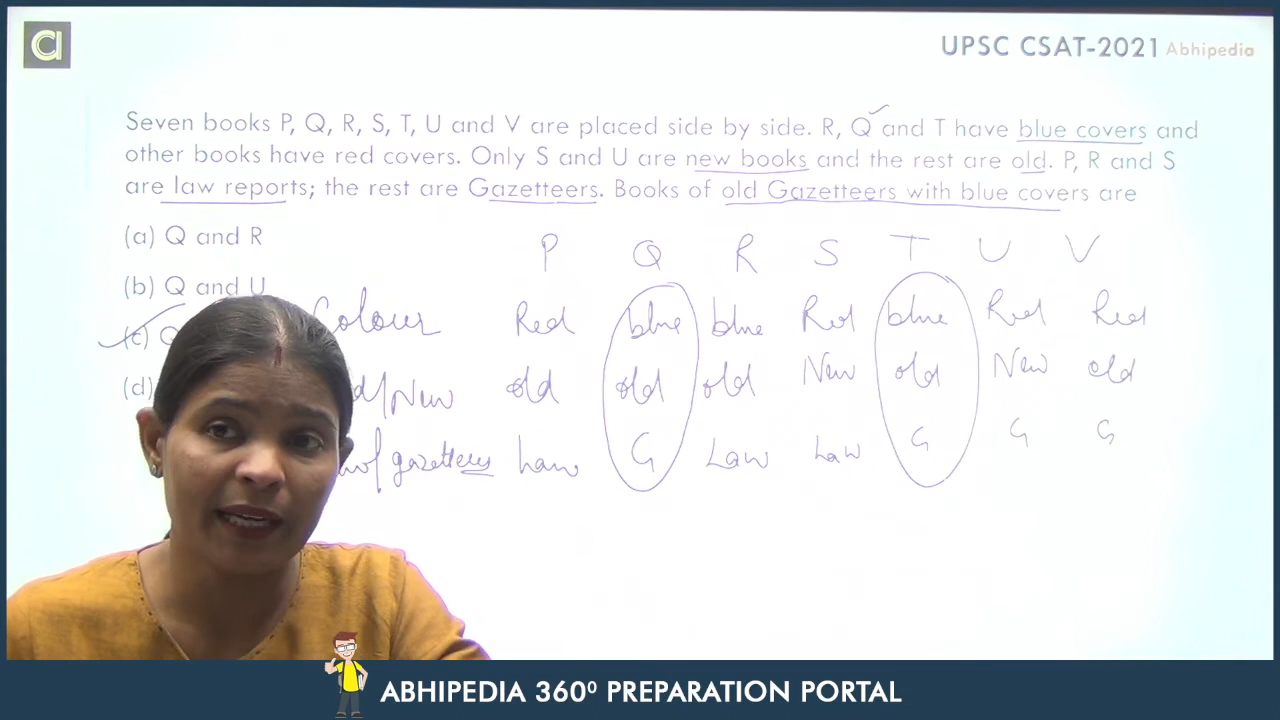 UPSC CSAT-2021 Abhipedia
Seven books P, Q, R, S, T, U and V are placed side by side. R, Q and T have blue covers and
other books have red covers. Only S and U are new books and the rest are old. P, R and S
are law reports; the rest are Gazetteers. Books of old Gazetteers with blue covers are
(a) Q and R
(b) Q and U
(c) Q
(d)
P Q R S T U V
Colour Red blue blue Red blue Red Red
/New old old old New old New old
/gazetteers Law G Law Law G G G
ABHIPEDIA 360⁰ PREPARATION PORTAL